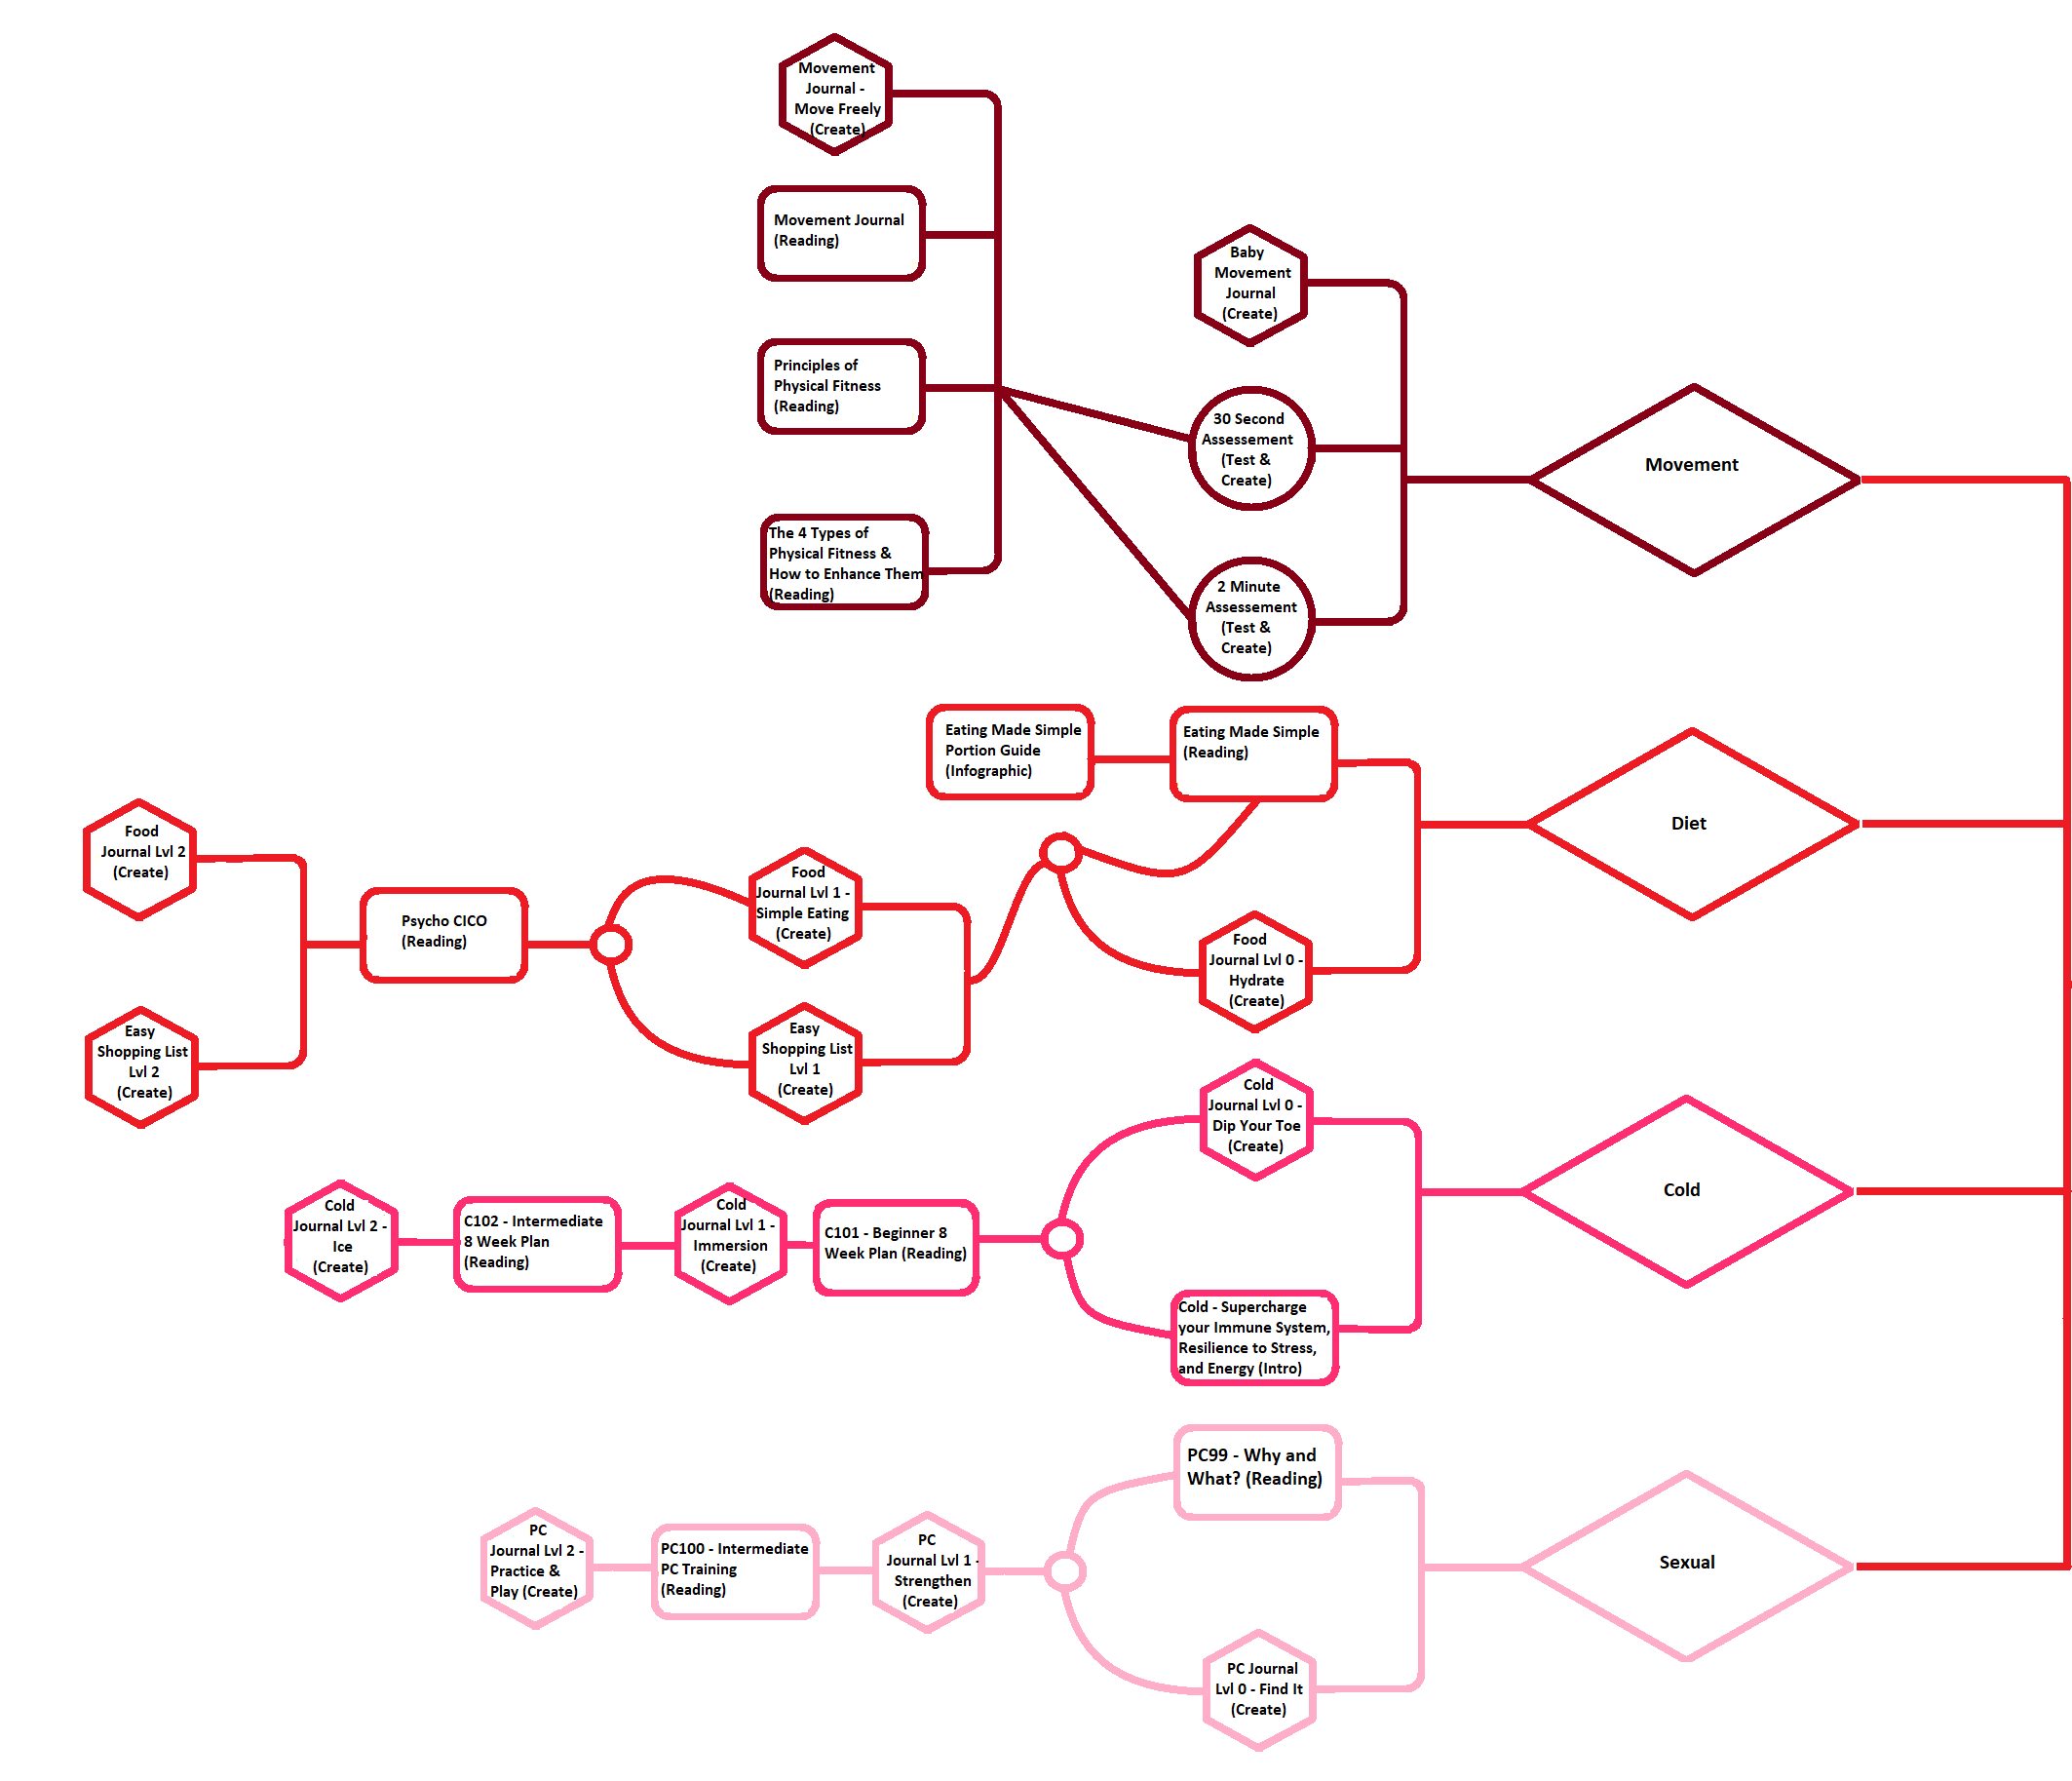 Movement
Journal -
Move Freely
(Create)
Movement Journal
(Reading)
Principles of
Physical Fitness
(Reading)
The 4 Types of
Physical Fitness &
How to Enhance Them
(Reading)
Baby
Movement
Journal
(Create)
30 Second
Assessement
(Test &
Create)
2 Minute
Assessement
(Test &
Create)
Movement
Eating Made Simple
Portion Guide
(Infographic)
Eating Made Simple
(Reading)
Diet
Food
Journal Lvl 2
(Create)
Psycho CICO
(Reading)
Food
Journal Lvl 1 -
Simple Eating
(Create)
Food
Journal Lvl 0 -
Hydrate
(Create)
Easy
Shopping List
Lvl 2
(Create)
Easy
Shopping List
Lvl 1
(Create)
Cold
Journal Lvl 0 -
Dip Your Toe
(Create)
Cold
Cold
Journal Lvl 2 -
Ice
(Create)
C102 - Intermediate
8 Week Plan
(Reading)
Cold
Journal Lvl 1 -
Immersion
(Create)
C101 - Beginner 8
Week Plan (Reading)
Cold - Supercharge
your Immune System,
Resilience to Stress,
and Energy (Intro)
PC99 - Why and
What? (Reading)
PC
Journal Lvl 2 -
Practice &
Play (Create)
PC100 - Intermediate
PC Training
(Reading)
PC
Journal Lvl 1 -
Strengthen
(Create)
Sexual
PC Journal
Lvl 0 - Find It
(Create)